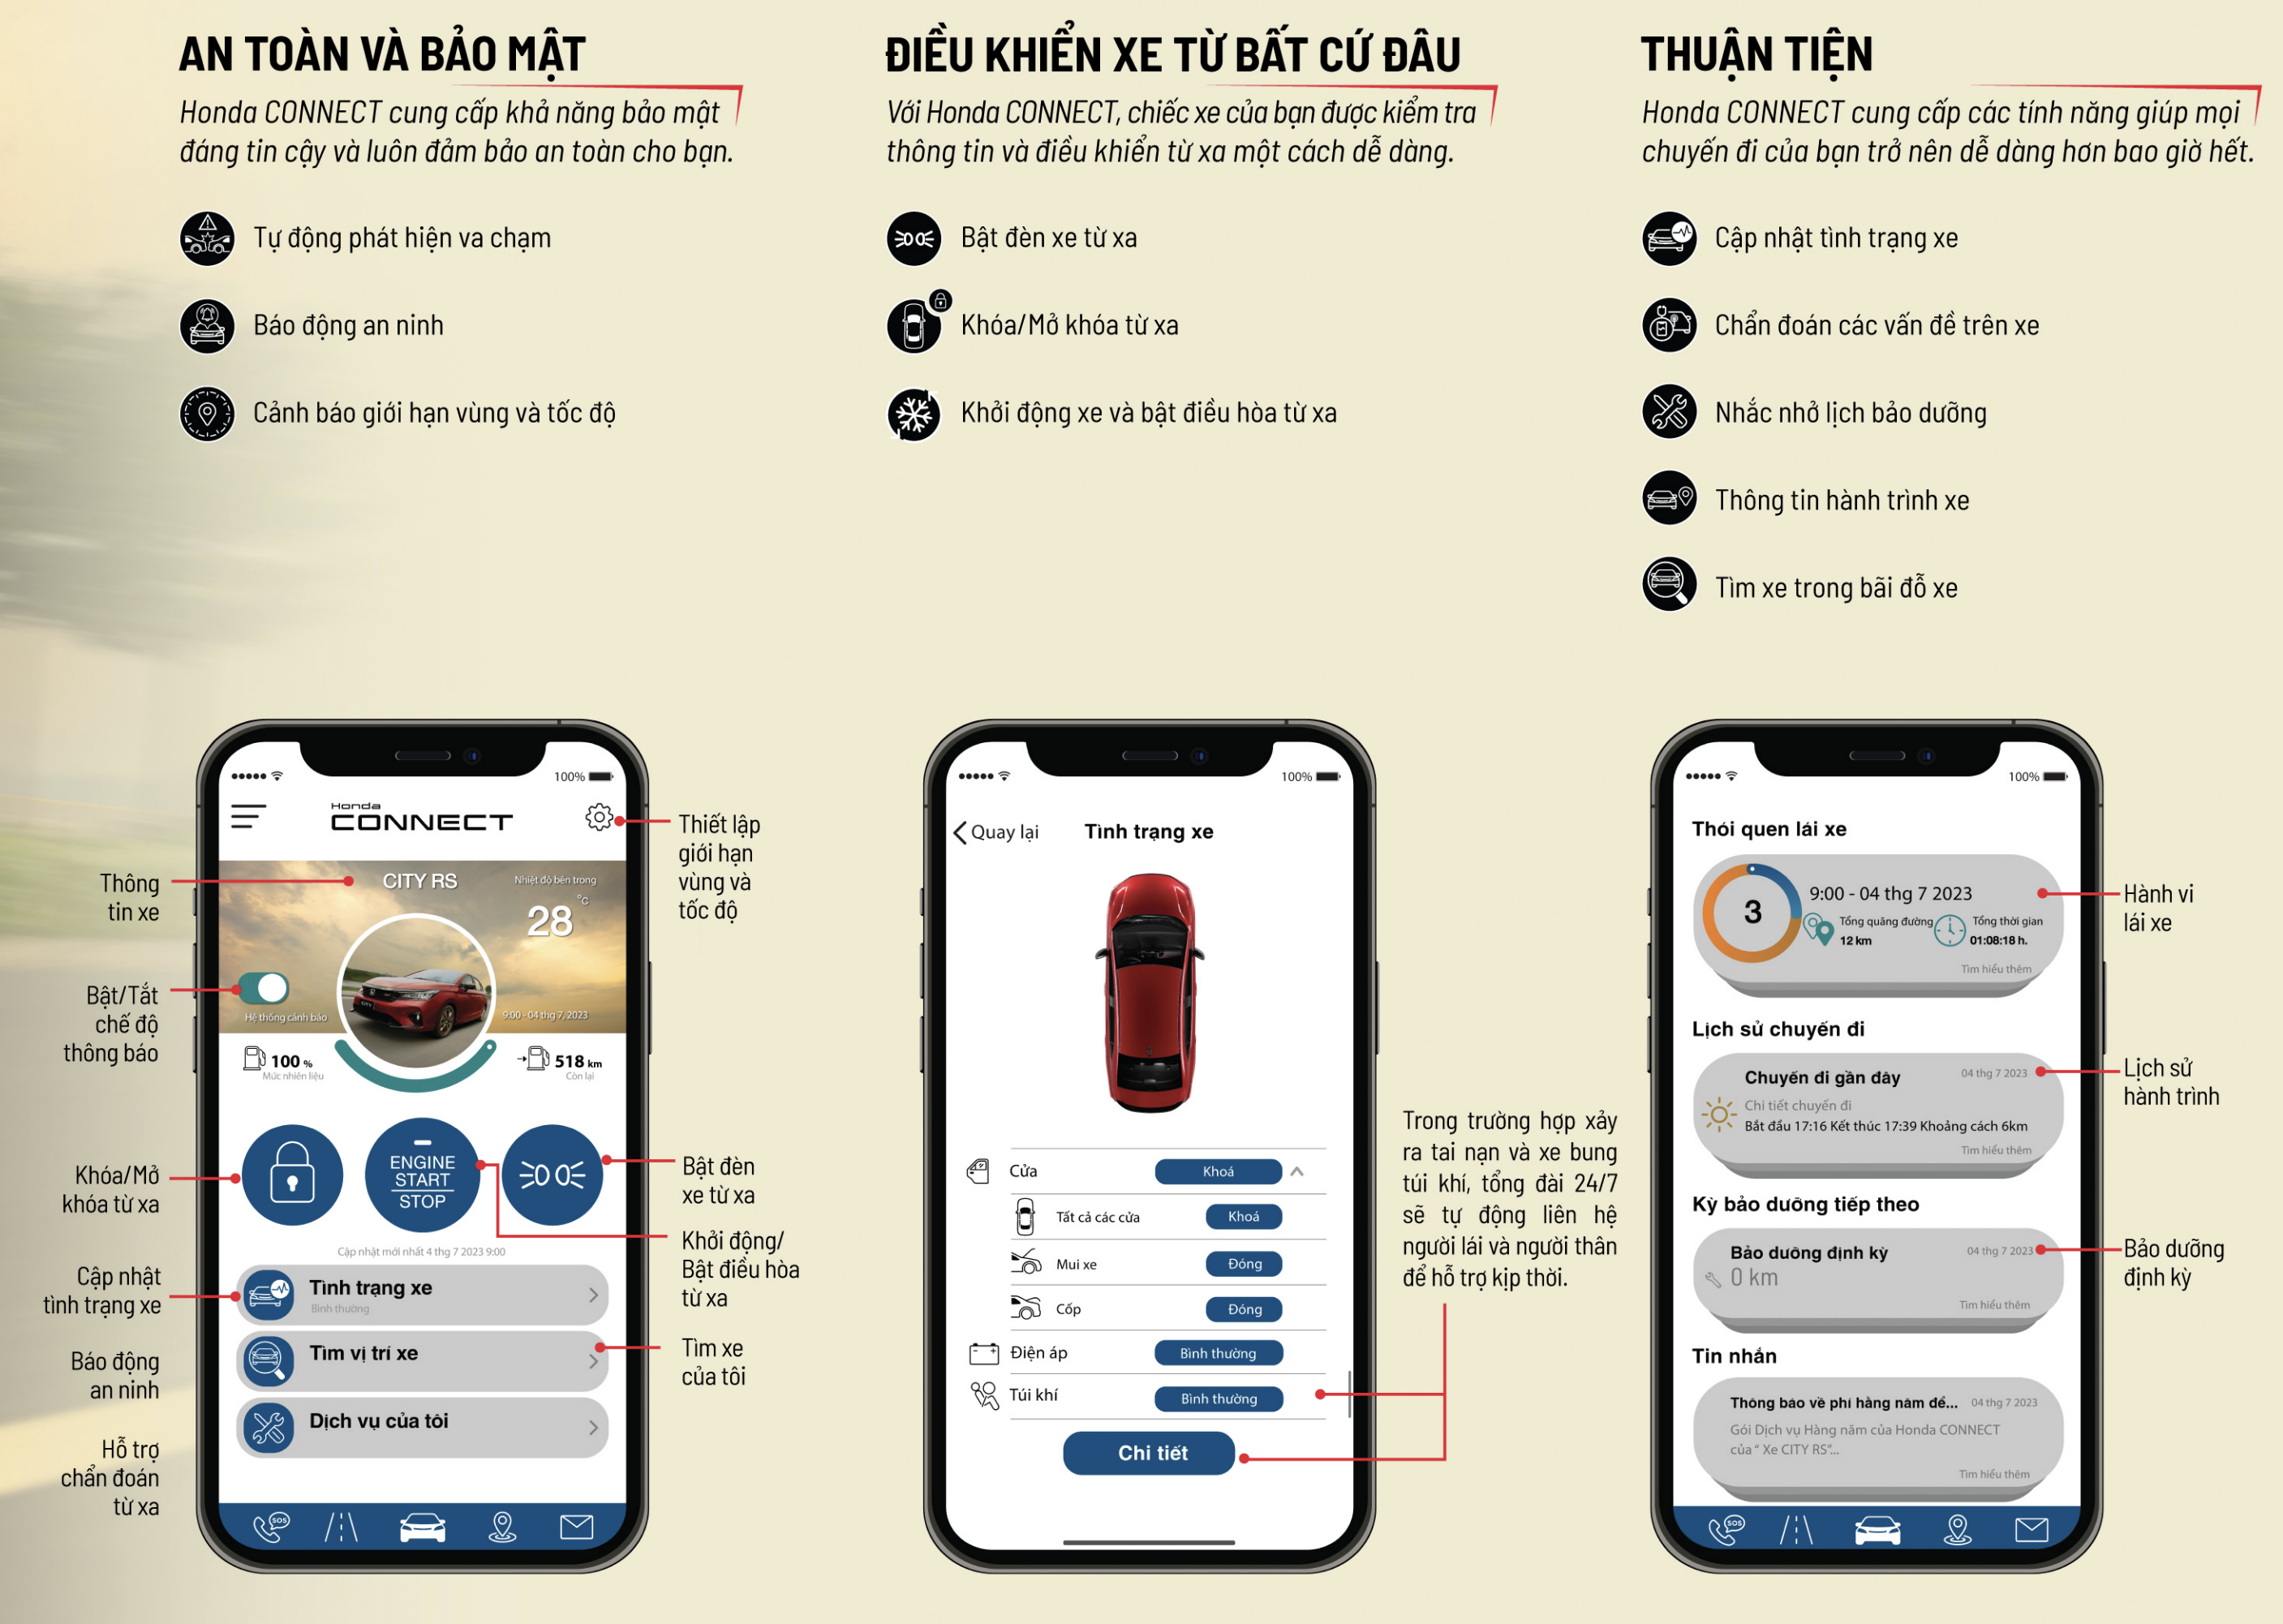 AN TOÀN VÀ BẢO MẬT
Honda CONNECT cung cấp khả năng bảo mật
đáng tin cậy và luôn đảm bảo an toàn cho bạn.
Tự động phát hiện va chạm
Báo động an ninh
Cảnh báo giới hạn vùng và tốc độ
ĐIỀU KHIỂN XE TỪ BẤT CỨ ĐÂU
Với Honda CONNECT, chiếc xe của bạn được kiểm tra
thông tin và điều khiển từ xa một cách dễ dàng.
Bật đèn xe từ xa
Khóa/Mở khóa từ xa
Khởi động xe và bật điều hòa từ xa
THUẬN TIỆN
Honda CONNECT cung cấp các tính năng giúp mọi
chuyến đi của bạn trở nên dễ dàng hơn bao giờ hết.
Cập nhật tình trạng xe
Chẩn đoán các vấn đề trên xe
Nhắc nhở lịch bảo dưỡng
Thông tin hành trình xe
Tìm xe trong bãi đỗ xe
Thông
tin xe
Bật/Tắt
chế độ
thông báo
Khóa/Mở
khóa từ xa
Cập nhật
tình trạng xe
Báo động
an ninh
Hỗ trợ
chẩn đoán
từ xa
100%
Honda
CONNECT
CITY RS
Nhiệt độ bên trong
28 °C
Hệ thống cảnh báo
9:00 - 04 thg 7, 2023
100 %
Mức nhiên liệu
518 km
Còn lại
ENGINE
START
STOP
Cập nhật mới nhất 4 thg 7 2023 9:00
Tình trạng xe
Bình thường
Tìm vị trí xe
Dịch vụ của tôi
SOS
Thiết lập
giới hạn
vùng và
tốc độ
Bật đèn
xe từ xa
Khởi động/
Bật điều hòa
từ xa
Tìm xe
của tôi
100%
Quay lại
Tình trạng xe
Cửa Khoá
Tất cả các cửa Khoá
Mui xe Đóng
Cốp Đóng
Điện áp Bình thường
Túi khí Bình thường
Chi tiết
Trong trường hợp xảy
ra tai nạn và xe bung
túi khí, tổng đài 24/7
sẽ tự động liên hệ
người lái và người thân
để hỗ trợ kịp thời.
100%
Thói quen lái xe
3
9:00 - 04 thg 7 2023
Tổng quãng đường
12 km
Tổng thời gian
01:08:18 h.
Tìm hiểu thêm
Lịch sử chuyến đi
Chuyến đi gần đây
04 thg 7 2023
Chi tiết chuyến đi
Bắt đầu 17:16 Kết thúc 17:39 Khoảng cách 6km
Tìm hiểu thêm
Kỳ bảo dưỡng tiếp theo
Bảo dưỡng định kỳ
04 thg 7 2023
0 km
Tìm hiểu thêm
Tin nhắn
Thông báo về phí hằng năm để...
04 thg 7 2023
Gói Dịch vụ Hàng năm của Honda CONNECT
của “ Xe CITY RS”...
Tìm hiểu thêm
SOS
Hành vi
lái xe
Lịch sử
hành trình
Bảo dưỡng
định kỳ